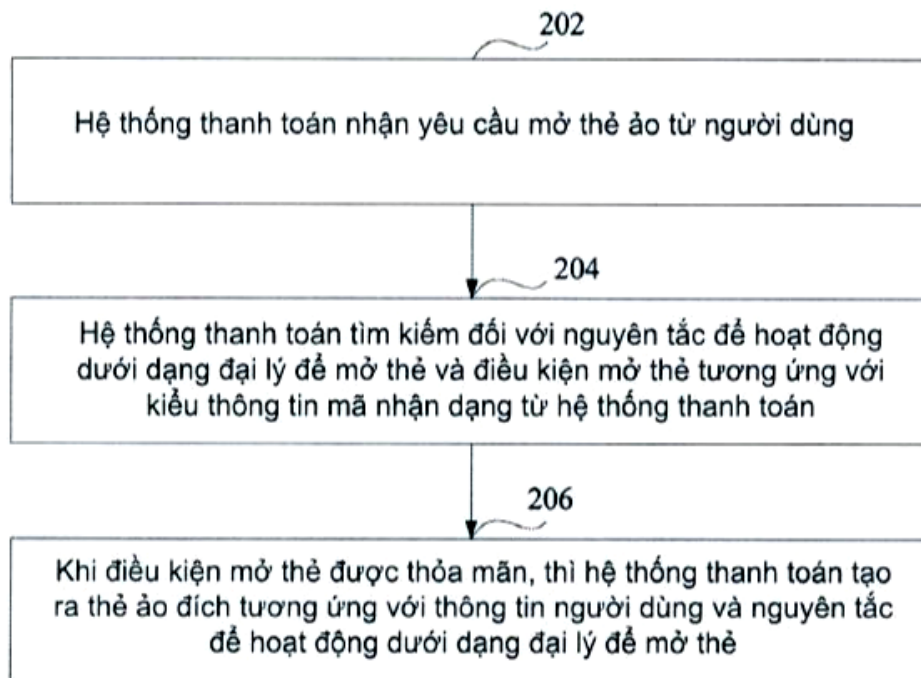 202
Hệ thống thanh toán nhận yêu cầu mở thẻ ảo từ người dùng
204
Hệ thống thanh toán tìm kiếm đối với nguyên tắc để hoạt động
dưới dạng đại lý để mở thẻ và điều kiện mở thẻ tương ứng với
kiểu thông tin mã nhận dạng từ hệ thống thanh toán
206
Khi điều kiện mở thẻ được thỏa mãn, thì hệ thống thanh toán tạo
ra thẻ ảo đích tương ứng với thông tin người dùng và nguyên tắc
để hoạt động dưới dạng đại lý để mở thẻ